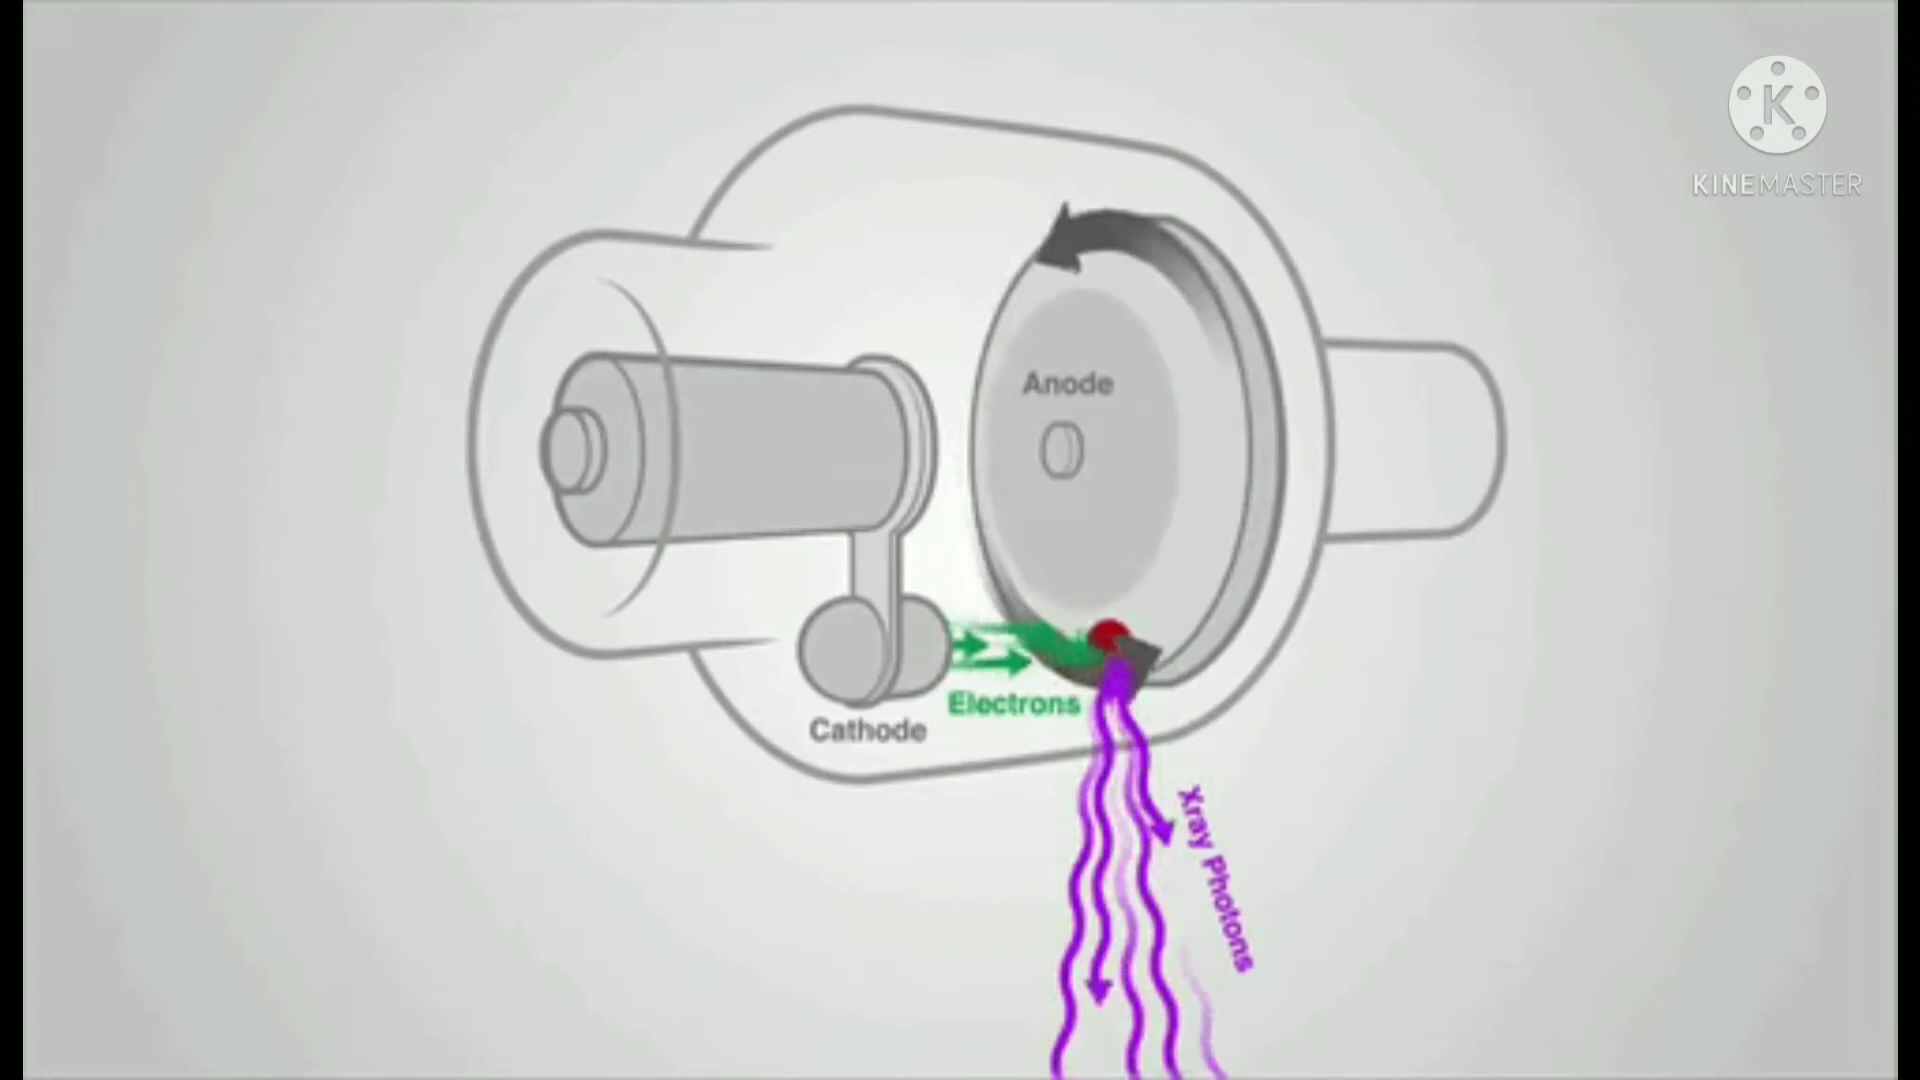 K
KINEMASTER
Anode
Electrons
Cathode
Xray Photons